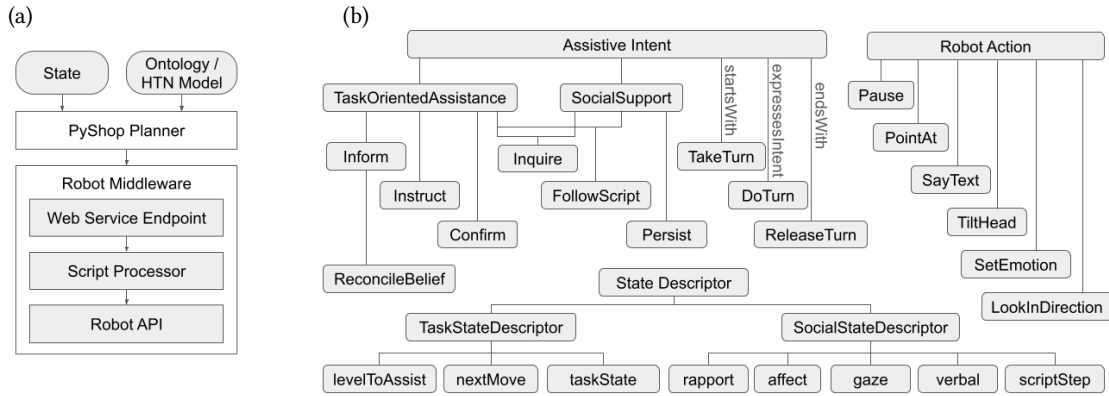 (a)
State
Ontology /
HTN Model
PyShop Planner
Robot Middleware
Web Service Endpoint
Script Processor
Robot API
(b)
Assistive Intent
TaskOrientedAssistance
SocialSupport
startsWith
expressesIntent
endsWith
Inform
Inquire
TakeTurn
Instruct
FollowScript
DoTurn
Confirm
Persist
ReleaseTurn
ReconcileBelief
Robot Action
Pause
PointAt
SayText
TiltHead
SetEmotion
LookInDirection
State Descriptor
TaskStateDescriptor
SocialStateDescriptor
levelToAssist
nextMove
taskState
rapport
affect
gaze
verbal
scriptStep